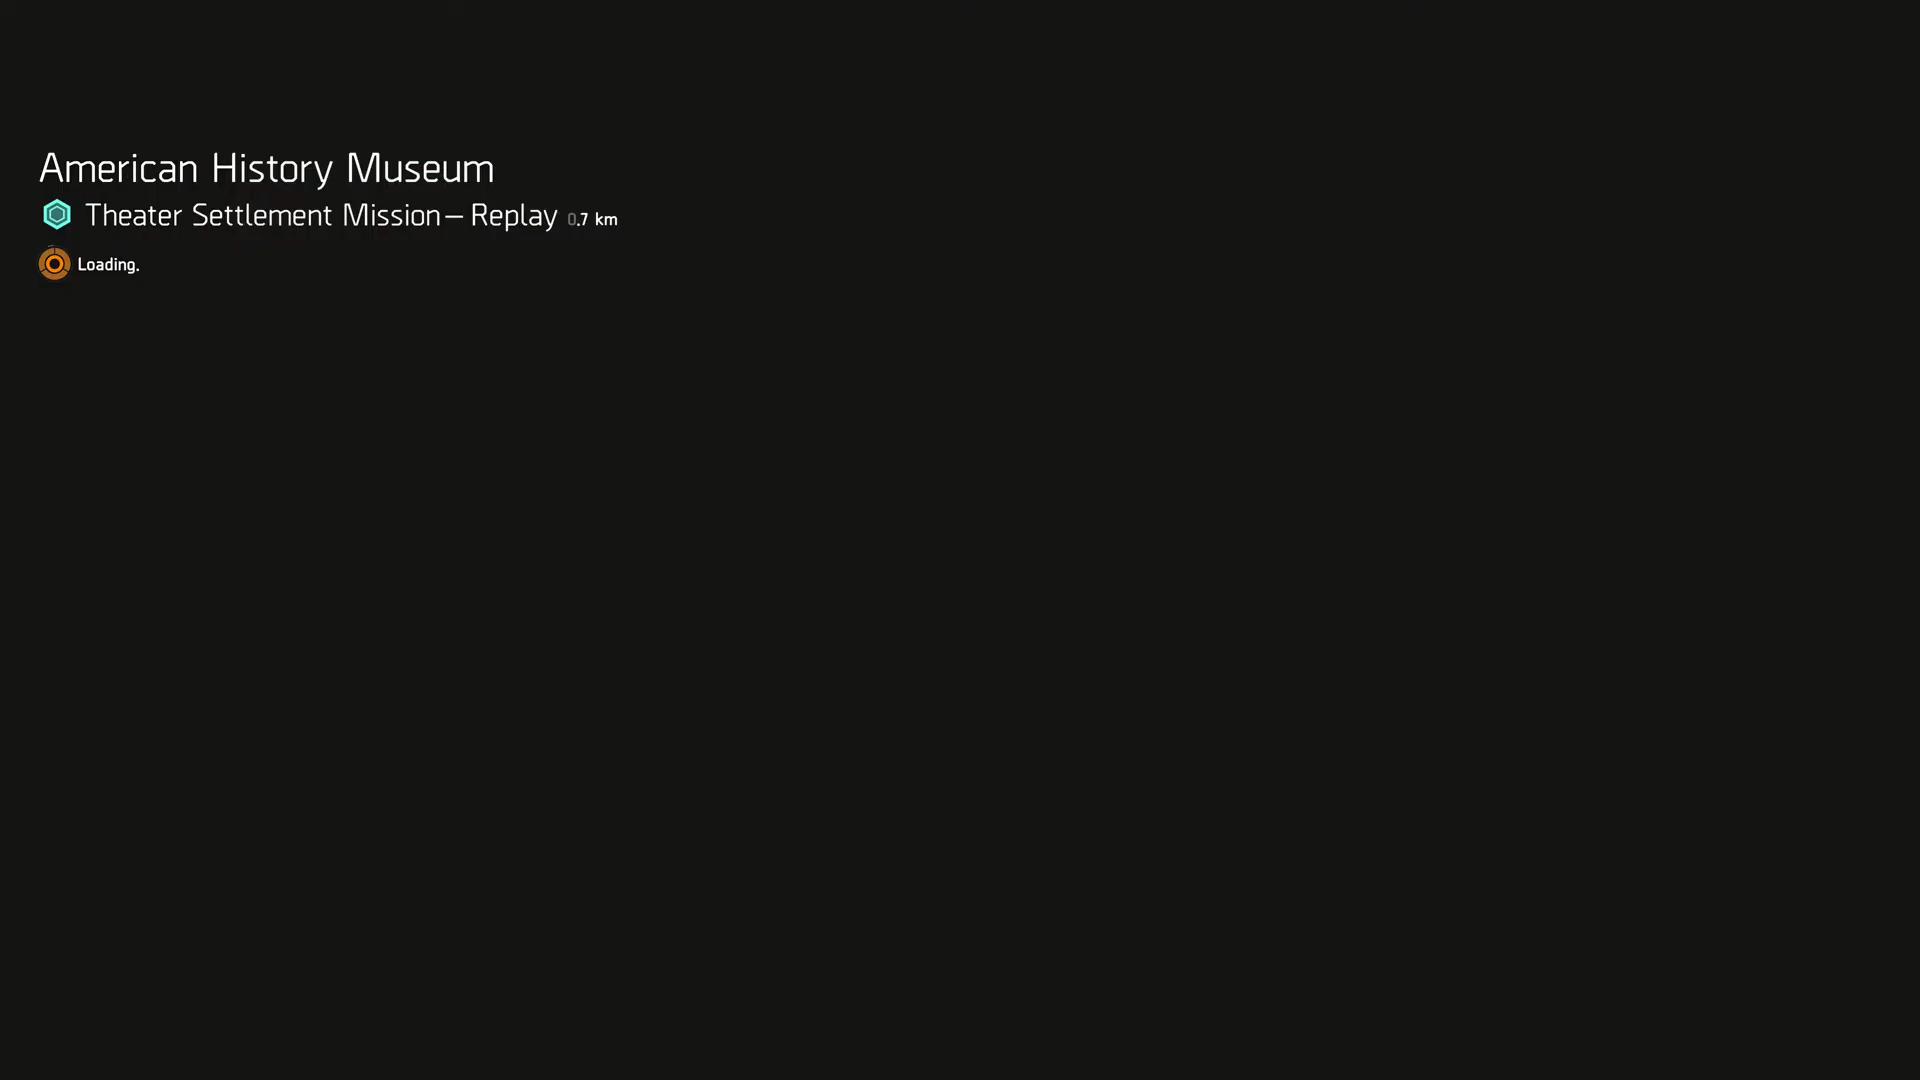 American History Museum
Theater Settlement Mission – Replay 0.7 km
Loading.